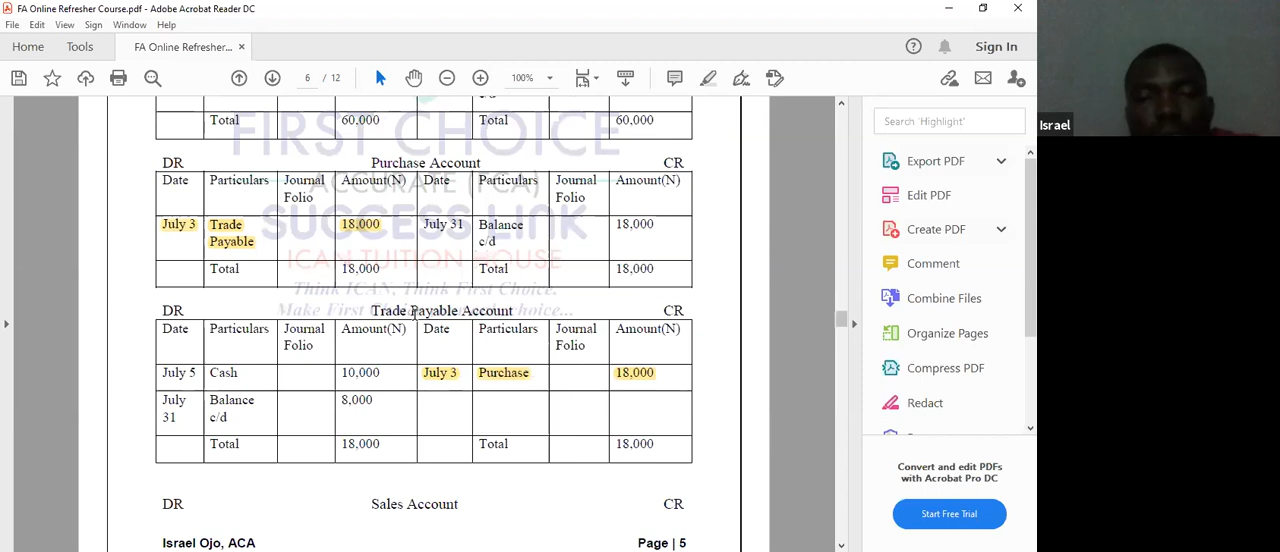 FA Online Refresher Course.pdf - Adobe Acrobat Reader DC
File Edit View Sign Window Help
Home Tools FA Online Refresher... × Sign In
6 / 12 100%
Total 60,000 Total 60,000
FIRST CHOICE
DR Purchase Account CR
ACCURATE (FCA)
Date Particulars Journal Folio Amount(N) Date Particulars Journal Folio Amount(N)
SUCCESS LINK
July 3 Trade Payable 18,000 July 31 Balance c/d 18,000
ICAN TUITION HOUSE
Total 18,000 Total 18,000
Think ICAN, Think First Choice.
Make First choice...
DR Trade Payable Account CR
Date Particulars Journal Folio Amount(N) Date Particulars Journal Folio Amount(N)
July 5 Cash 10,000 July 3 Purchase 18,000
July 31 Balance c/d 8,000
Total 18,000 Total 18,000
DR Sales Account CR
Israel Ojo, ACA Page | 5
Search 'Highlight'
Export PDF
Edit PDF
Create PDF
Comment
Combine Files
Organize Pages
Compress PDF
Redact
Convert and edit PDFs
with Acrobat Pro DC
Start Free Trial
Israel